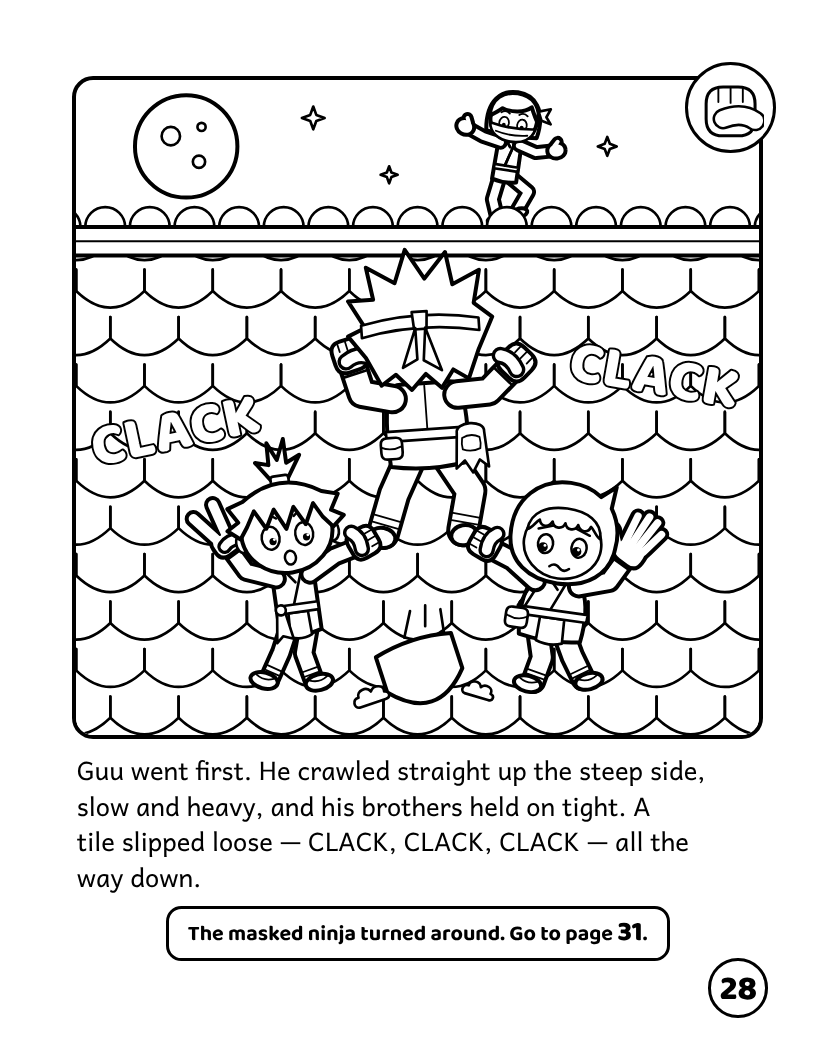 CLACK
CLACK
Guu went first. He crawled straight up the steep side,
slow and heavy, and his brothers held on tight. A
tile slipped loose — CLACK, CLACK, CLACK — all the
way down.
The masked ninja turned around. Go to page 31.
28